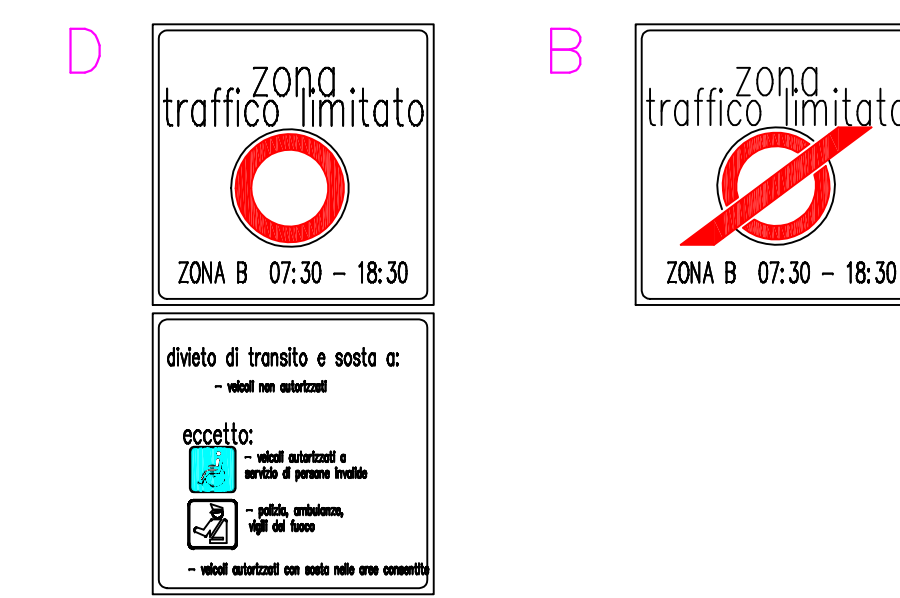 D
zona
traffico limitato
ZONA B 07:30 - 18:30
divieto di transito e sosta a:
- veicoli non autorizzati
eccetto:
- veicoli autorizzati a
servizio di persone invalide
- polizia, ambulanze,
vigili del fuoco
- veicoli autorizzati con sosta nelle aree consentite
B
zona
traffico limitato
ZONA B 07:30 - 18:30